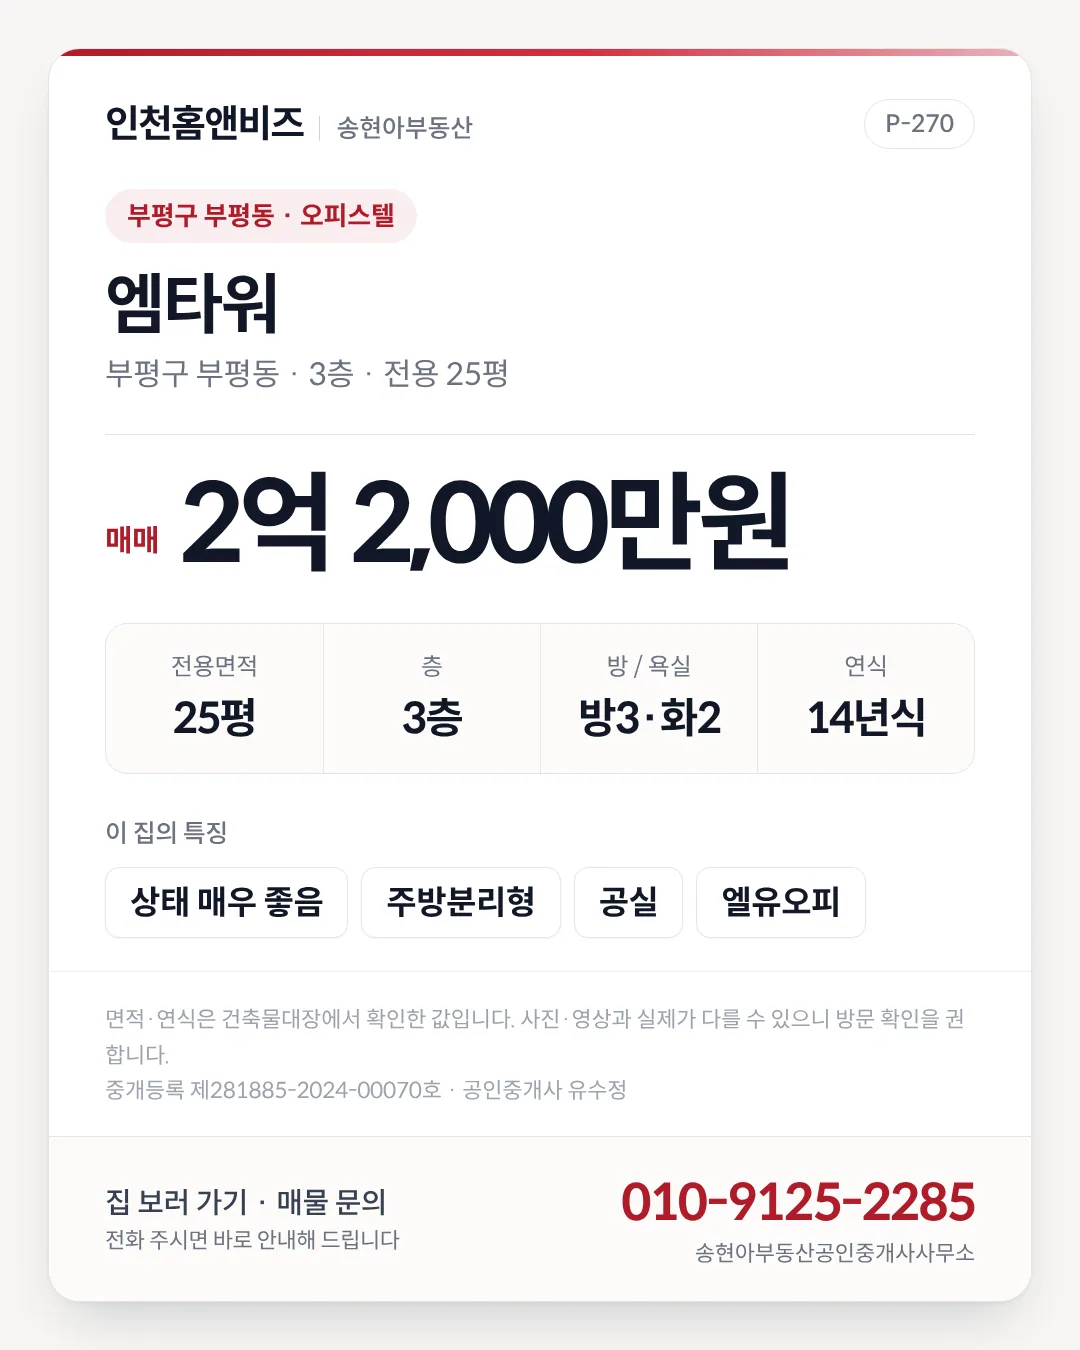 인천홈앤비즈 송현아부동산 P-270
부평구 부평동 · 오피스텔
엠타워
부평구 부평동 · 3층 · 전용 25평
매매 2억 2,000만원
전용면적 층 방 / 욕실 연식
25평 3층 방3·화2 14년식
이 집의 특징
상태 매우 좋음 주방분리형 공실 엘유오피
면적·연식은 건축물대장에서 확인한 값입니다. 사진·영상과 실제가 다를 수 있으니 방문 확인을 권
합니다.
중개등록 제281885-2024-00070호 · 공인중개사 유수정
집 보러 가기 · 매물 문의 010-9125-2285
전화 주시면 바로 안내해 드립니다 송현아부동산공인중개사사무소